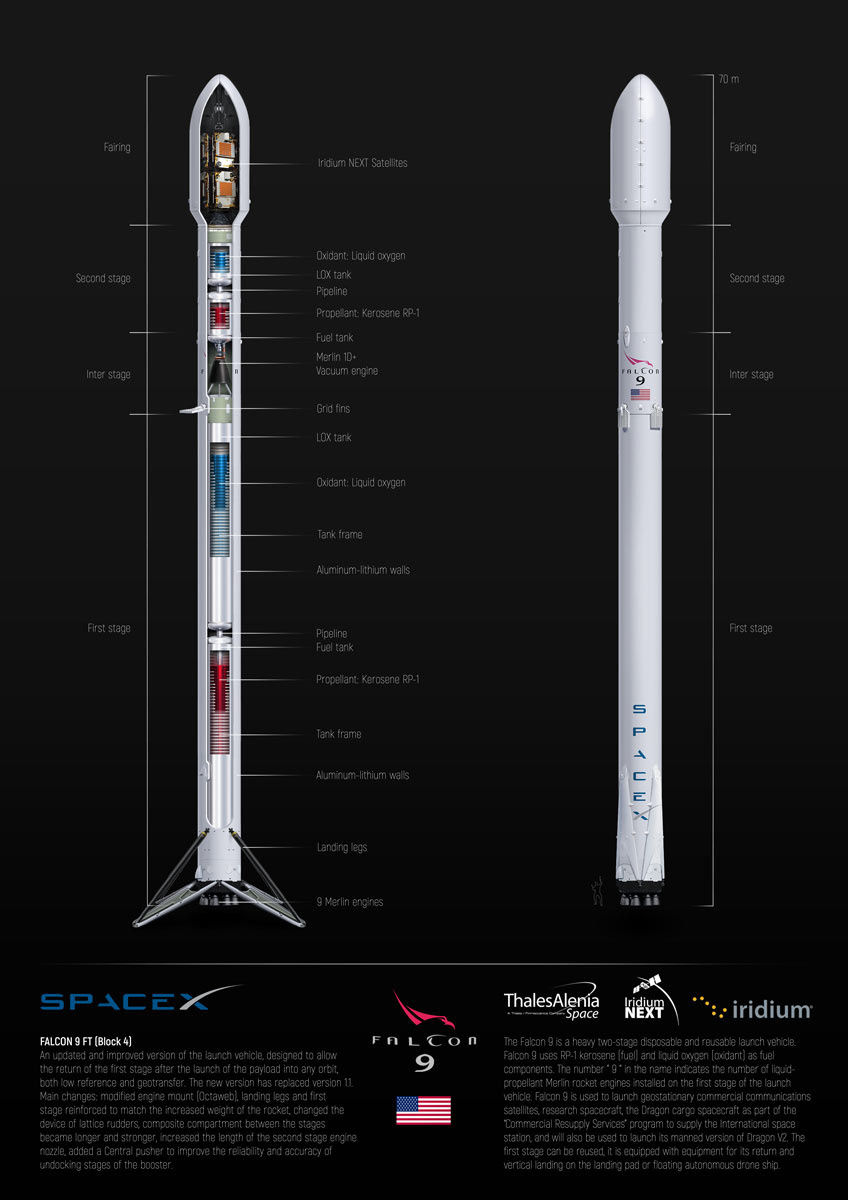 70 m
Fairing
Iridium NEXT Satellites
Fairing
Second stage
Oxidant: Liquid oxygen
LOX tank
Pipeline
Propellant: Kerosene RP-1
Fuel tank
Second stage
Inter stage
Merlin 1D+
Vacuum engine
Grid fins
FALCON
9
Inter stage
LOX tank
Oxidant: Liquid oxygen
Tank frame
Aluminum-lithium walls
First stage
Pipeline
Fuel tank
Propellant: Kerosene RP-1
Tank frame
Aluminum-lithium walls
Landing legs
9 Merlin engines
First stage
SPACEX
SPACEX
FALCON
9
ThalesAlenia
Space
Iridium
NEXT
iridium
FALCON 9 FT (Block 4)
An updated and improved version of the launch vehicle, designed to allow
the return of the first stage after the launch of the payload into any orbit,
both low reference and geotransfer. The new version has replaced version 1.1.
Main changes: modified engine mount (Octaweb), landing legs and first
stage reinforced to match the increased weight of the rocket, changed the
device of lattice rudders, composite compartment between the stages
became longer and stronger, increased the length of the second stage engine
nozzle, added a Central pusher to improve the reliability and accuracy of
undocking stages of the booster.
The Falcon 9 is a heavy two-stage disposable and reusable launch vehicle.
Falcon 9 uses RP-1 kerosene (fuel) and liquid oxygen (oxidant) as fuel
components. The number " 9 " in the name indicates the number of liquid-
propellant Merlin rocket engines installed on the first stage of the launch
vehicle. Falcon 9 is used to launch geostationary commercial communications
satellites, research spacecraft, the Dragon cargo spacecraft as part of the
"Commercial Resupply Services" program to supply the International space
station, and will also be used to launch its manned version of Dragon V2. The
first stage can be reused, it is equipped with equipment for its return and
vertical landing on the landing pad or floating autonomous drone ship.